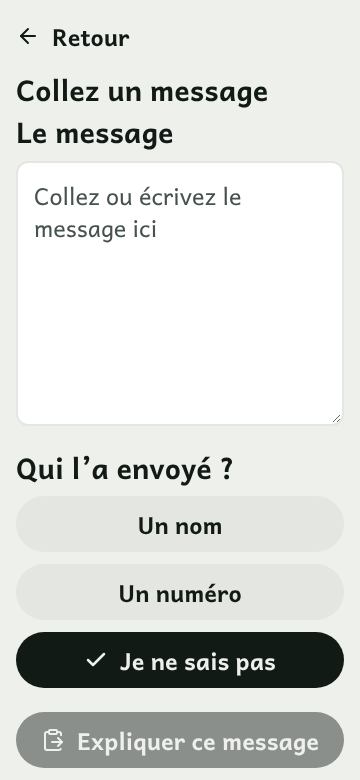 Retour
Collez un message
Le message
Collez ou écrivez le
message ici
Qui l’a envoyé ?
Un nom
Un numéro
Je ne sais pas
Expliquer ce message